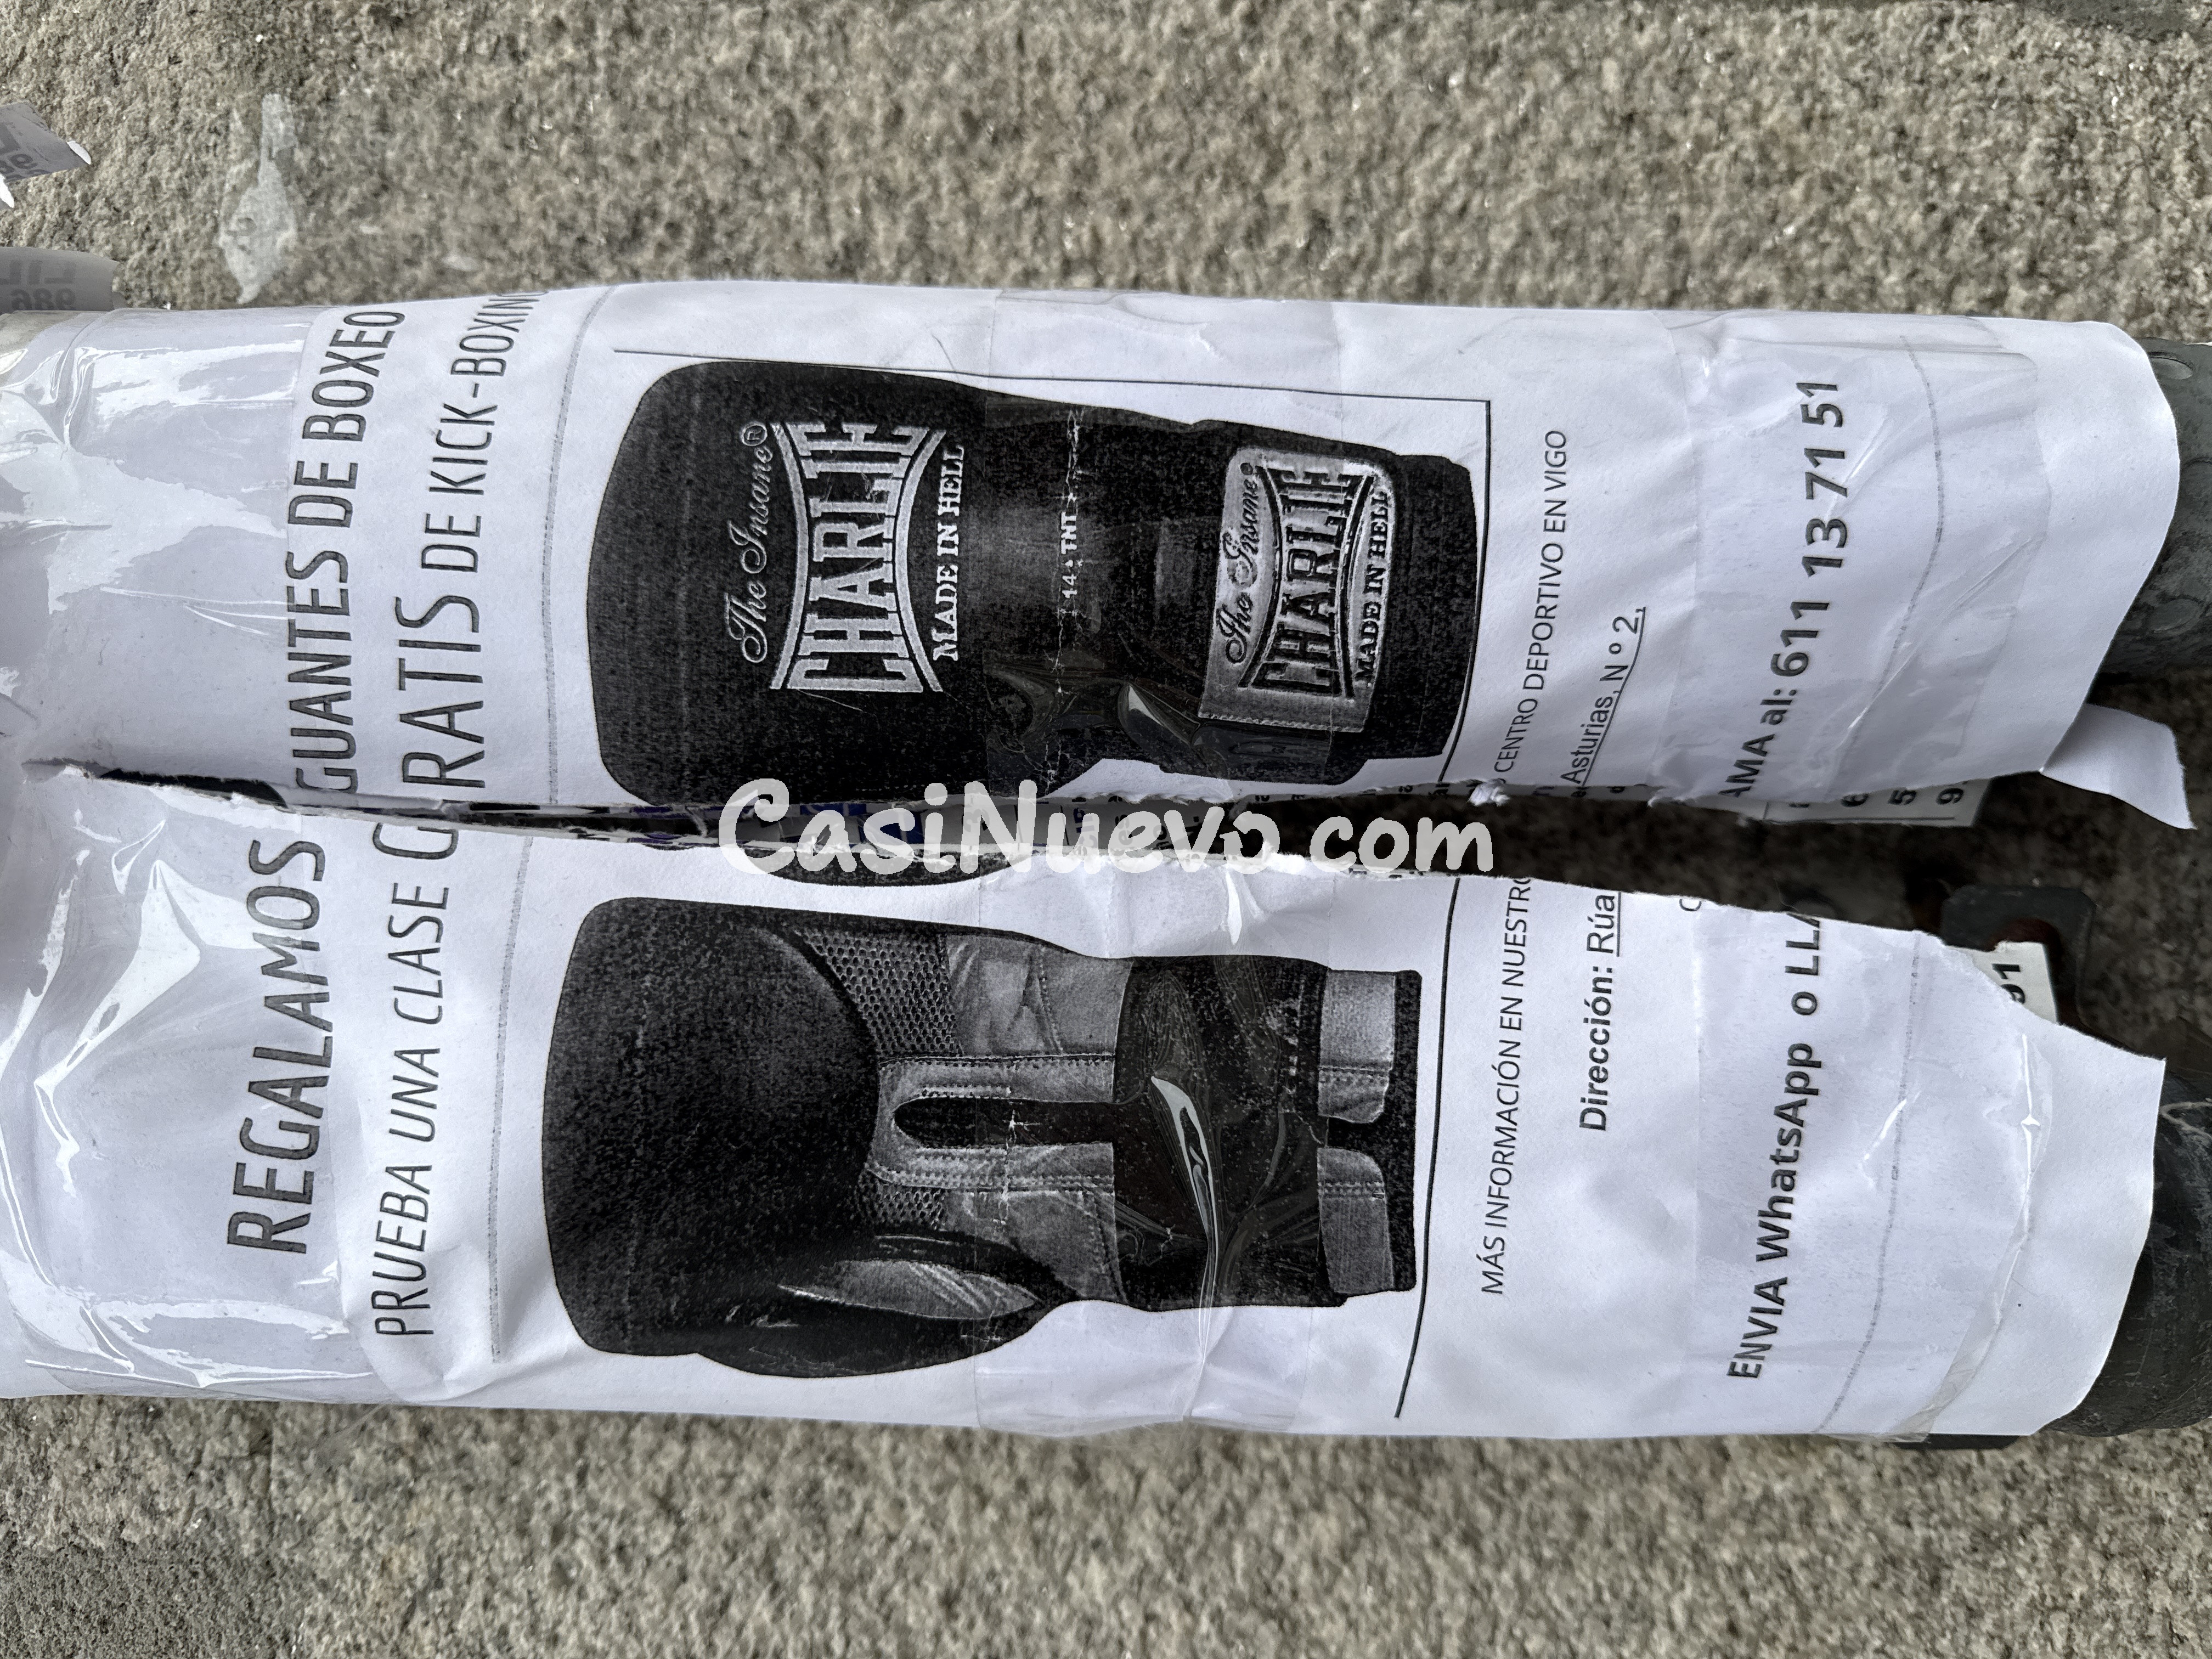 REGALAMOS GUANTES DE BOXEO
PRUEBA UNA CLASE GRATIS DE KICK-BOXING
The Insane®
CHARLIE
MADE IN HELL
14 TNT
The Insane®
CHARLIE
MADE IN HELL
MÁS INFORMACIÓN EN NUESTRO CENTRO DEPORTIVO EN VIGO
Dirección: Rúa Asturias, Nº 2,
ENVIA WhatsApp o LLAMA al: 611 13 71 51
CasiNuevo.com